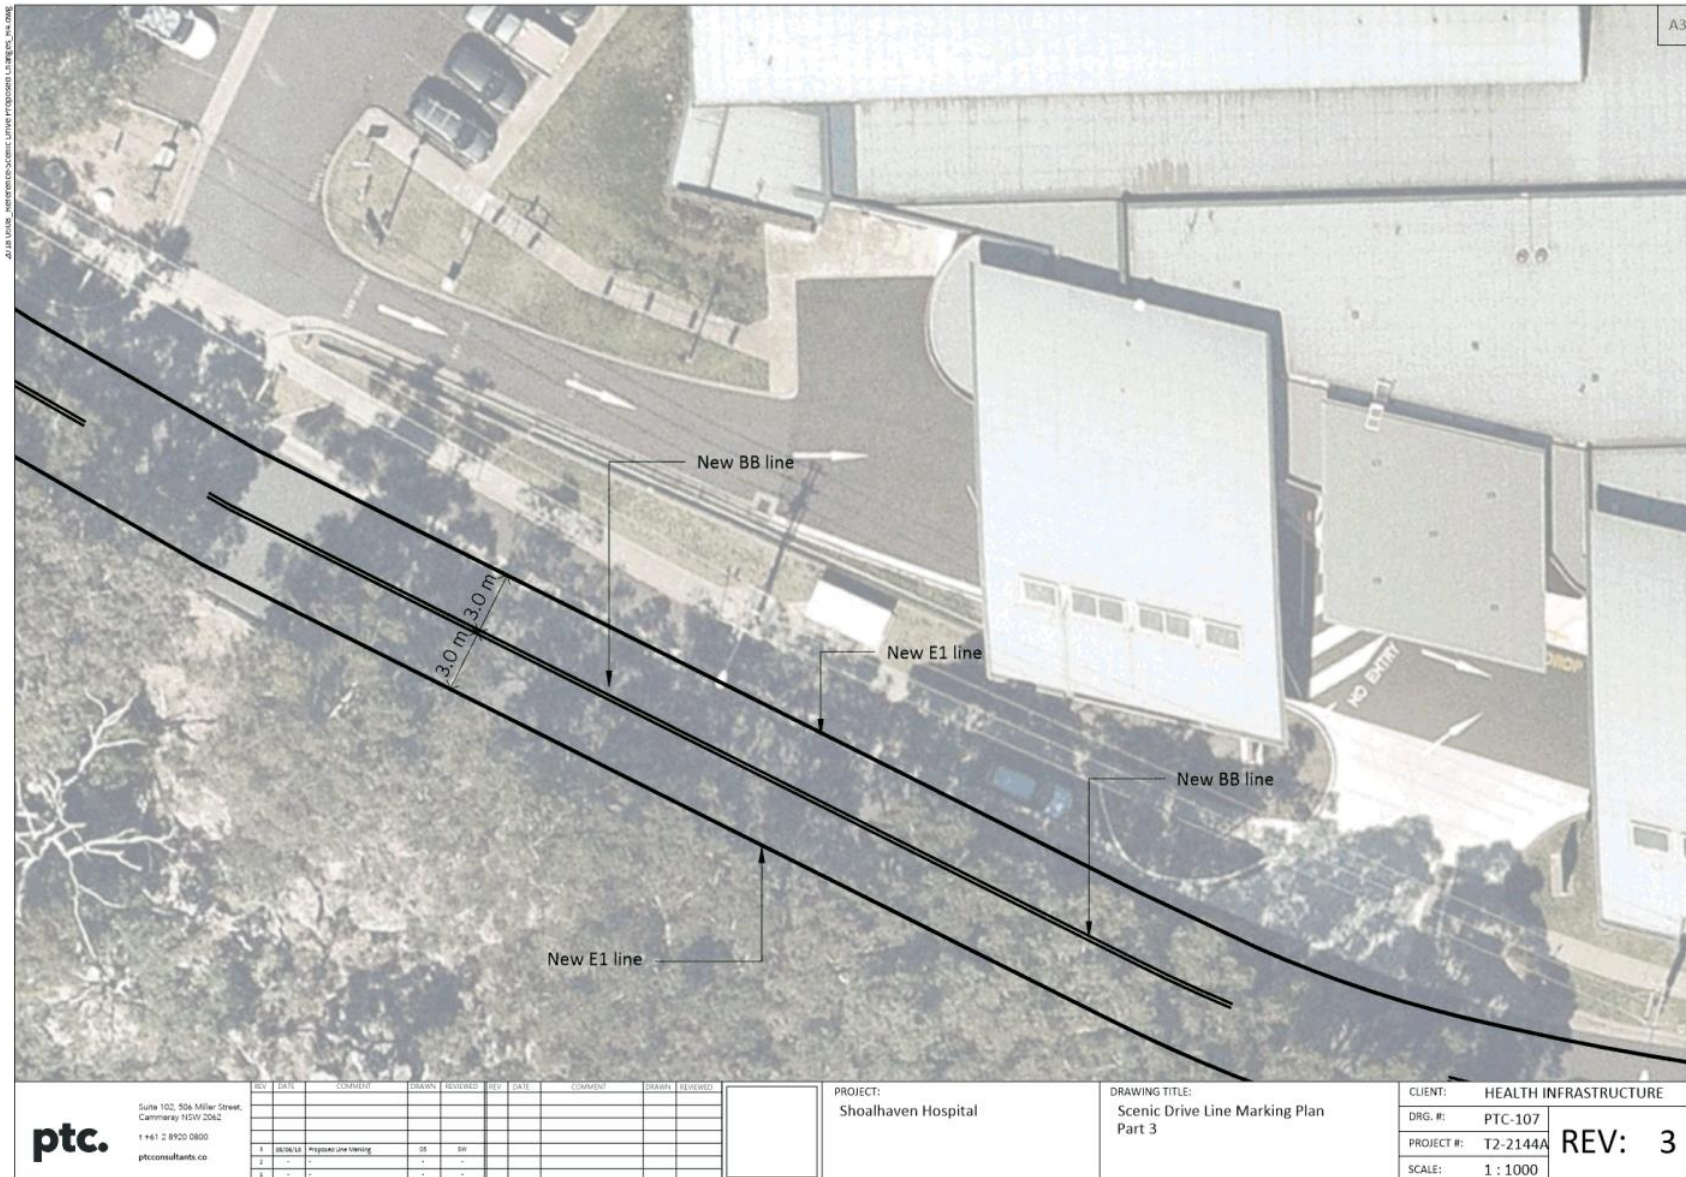 A3
New BB line
3.0 m
3.0 m
New E1 line
NO ENTRY
DROP
New BB line
New E1 line
ptc.
Suite 102, 506 Miller Street,
Cammeray NSW 2062
t +61 2 8920 0800
ptcconsultants.co
REV DATE COMMENT DRAWN REVIEWED REV DATE COMMENT DRAWN REVIEWED
Proposed Line Marking
2 - - - -
1 - - - -
PROJECT:
Shoalhaven Hospital
DRAWING TITLE:
Scenic Drive Line Marking Plan
Part 3
CLIENT: HEALTH INFRASTRUCTURE
DRG. #: PTC-107
PROJECT #: T2-2144A
SCALE: 1 : 1000
REV: 3